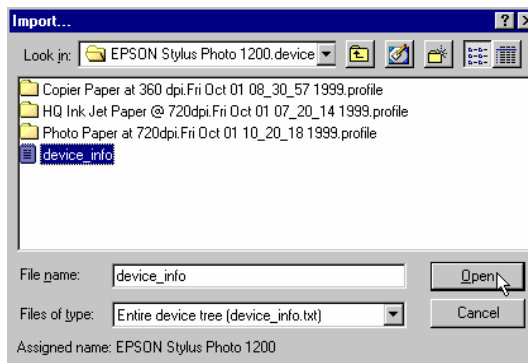 Import...
Look in: EPSON Stylus Photo 1200.device
Copier Paper at 360 dpi.Fri Oct 01 08_30_57 1999.profile
HQ Ink Jet Paper @ 720dpi.Fri Oct 01 07_20_14 1999.profile
Photo Paper at 720dpi.Fri Oct 01 10_20_18 1999.profile
device_info
File name: device_info Open
Files of type: Entire device tree (device_info.txt) Cancel
Assigned name: EPSON Stylus Photo 1200